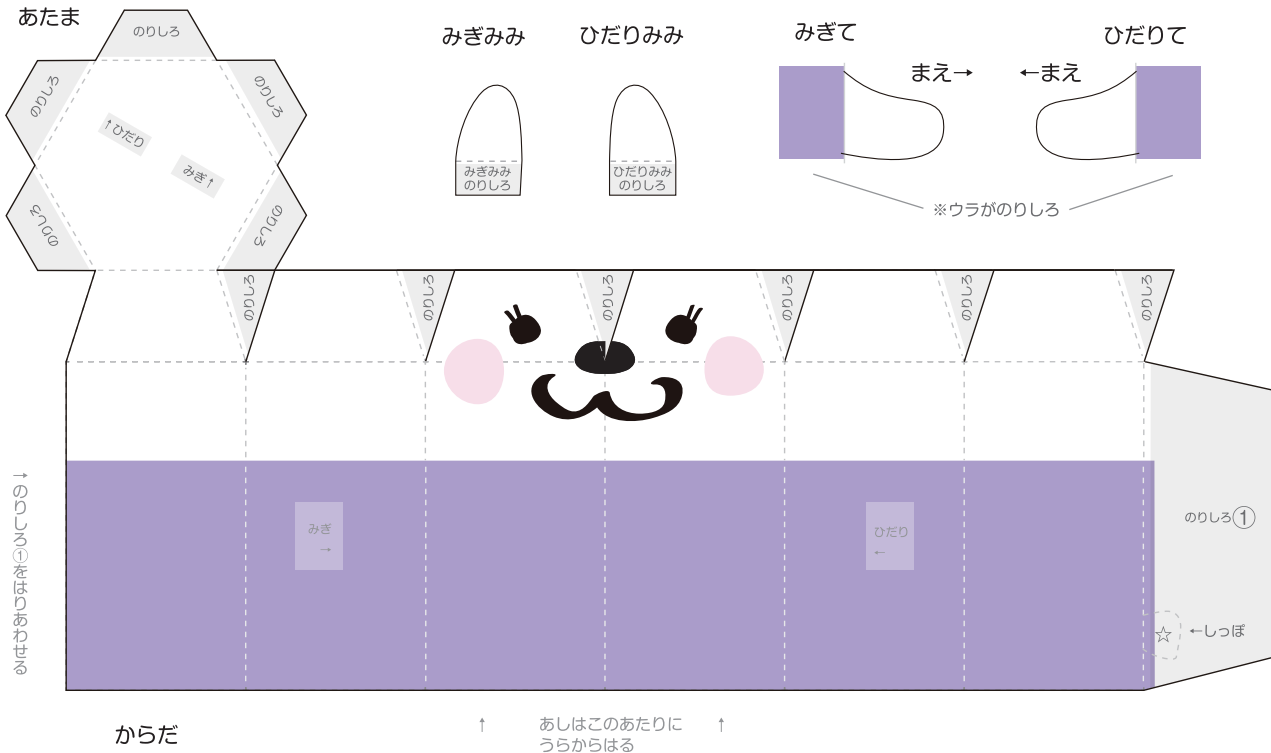 あたま
のりしろ
のりしろ
のりしろ
↑ひだり
みぎ↑
のりしろ
のりしろ
みぎみみ
ひだりみみ
みぎみみ
のりしろ
ひだりみみ
のりしろ
みぎて
ひだりて
まえ→
←まえ
※ウラがのりしろ
のりしろ
のりしろ
のりしろ
のりしろ
のりしろ
のりしろ
みぎ
→
ひだり
←
のりしろ①
☆
←しっぽ
→のりしろ①をはりあわせる
からだ
↑
あしはこのあたりに
うらからはる
↑